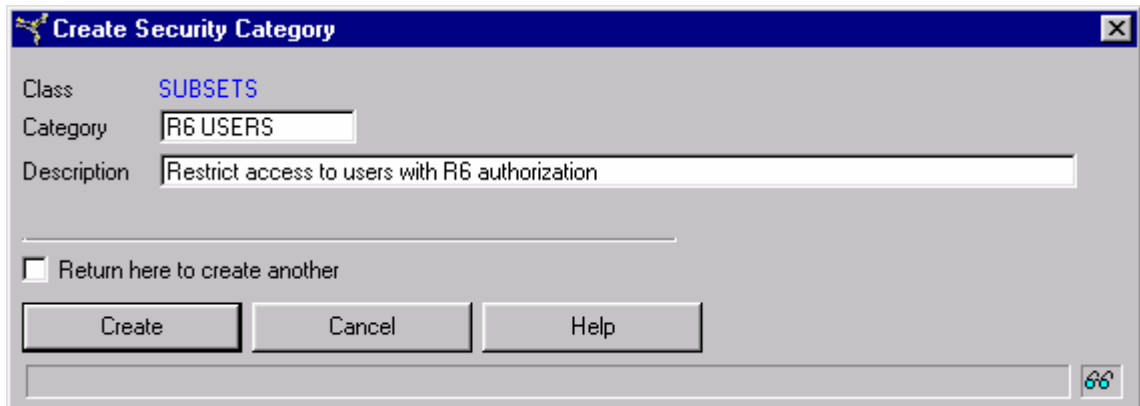 Create Security Category
Class SUBSETS
Category R6 USERS
Description Restrict access to users with R6 authorization
Return here to create another
Create Cancel Help